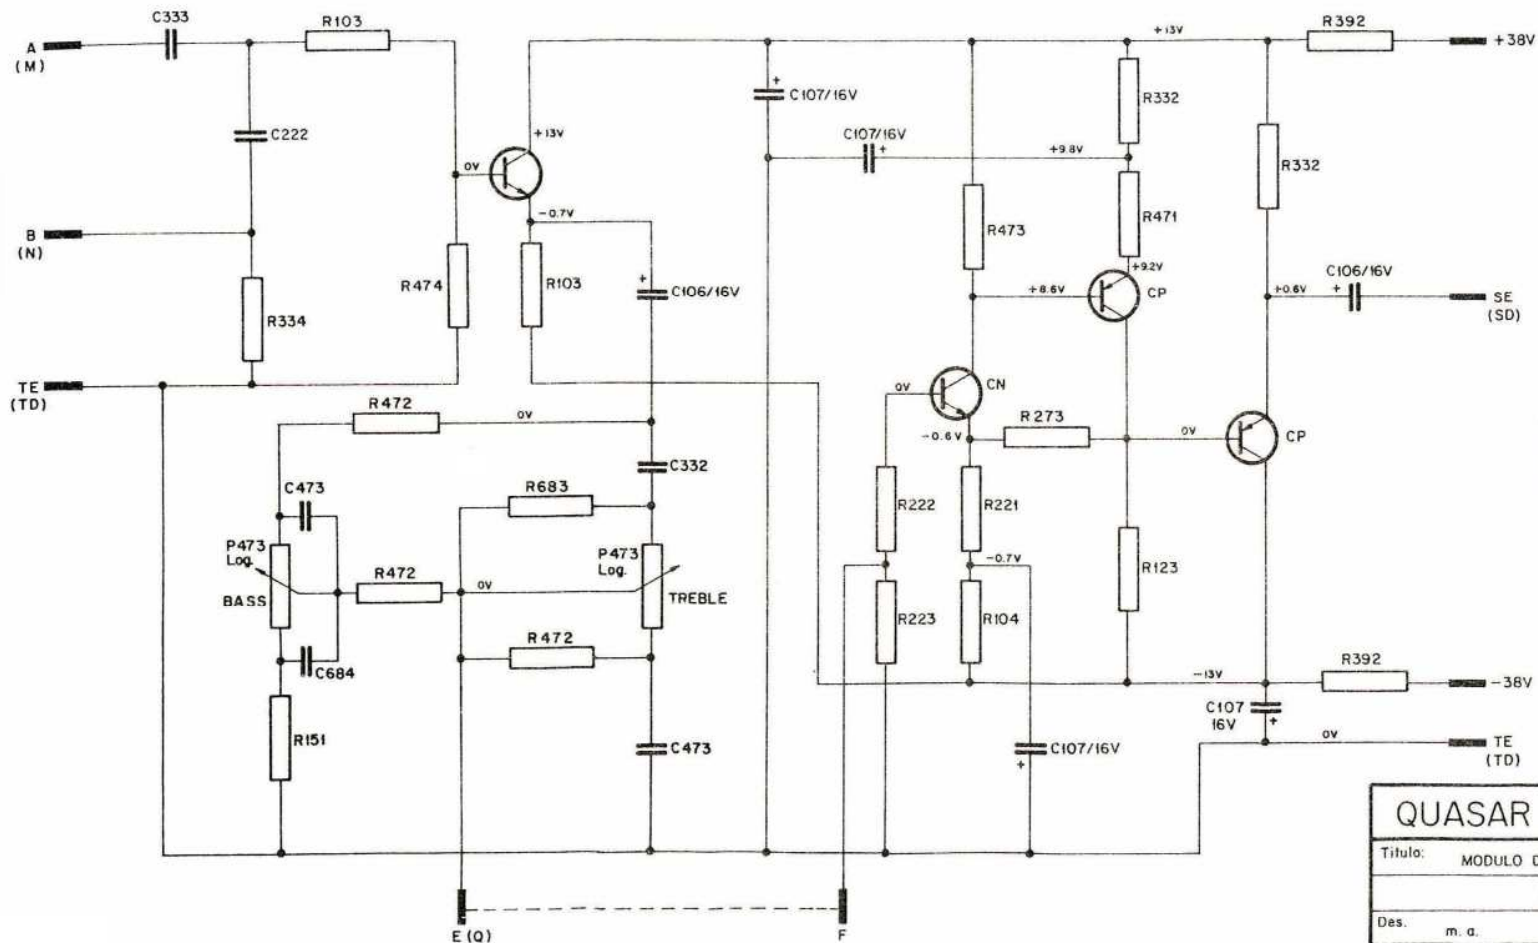 C333
R103
R392
A
(M)
+13V
+38V
C107/16V
R332
C222
+13V
C107/16V
+9.8V
R332
0V
B
(N)
-0.7V
R473
R471
+9.2V
R474
R103
C106/16V
+8.6V
CP
+0.6V
C106/16V
SE
(SD)
R334
TE
(TD)
0V
CN
R472
0V
-0.6V
R273
0V
CP
C332
C473
R683
R222
R221
P473
Log.
P473
Log.
-0.7V
R123
R472
0V
BASS
TREBLE
R223
R104
R472
C684
R392
-13V
-38V
C107
16V
R151
C473
C107/16V
0V
TE
(TD)
QUASAR
Titulo: MODULO
Des. m. a.
E (Q)
F